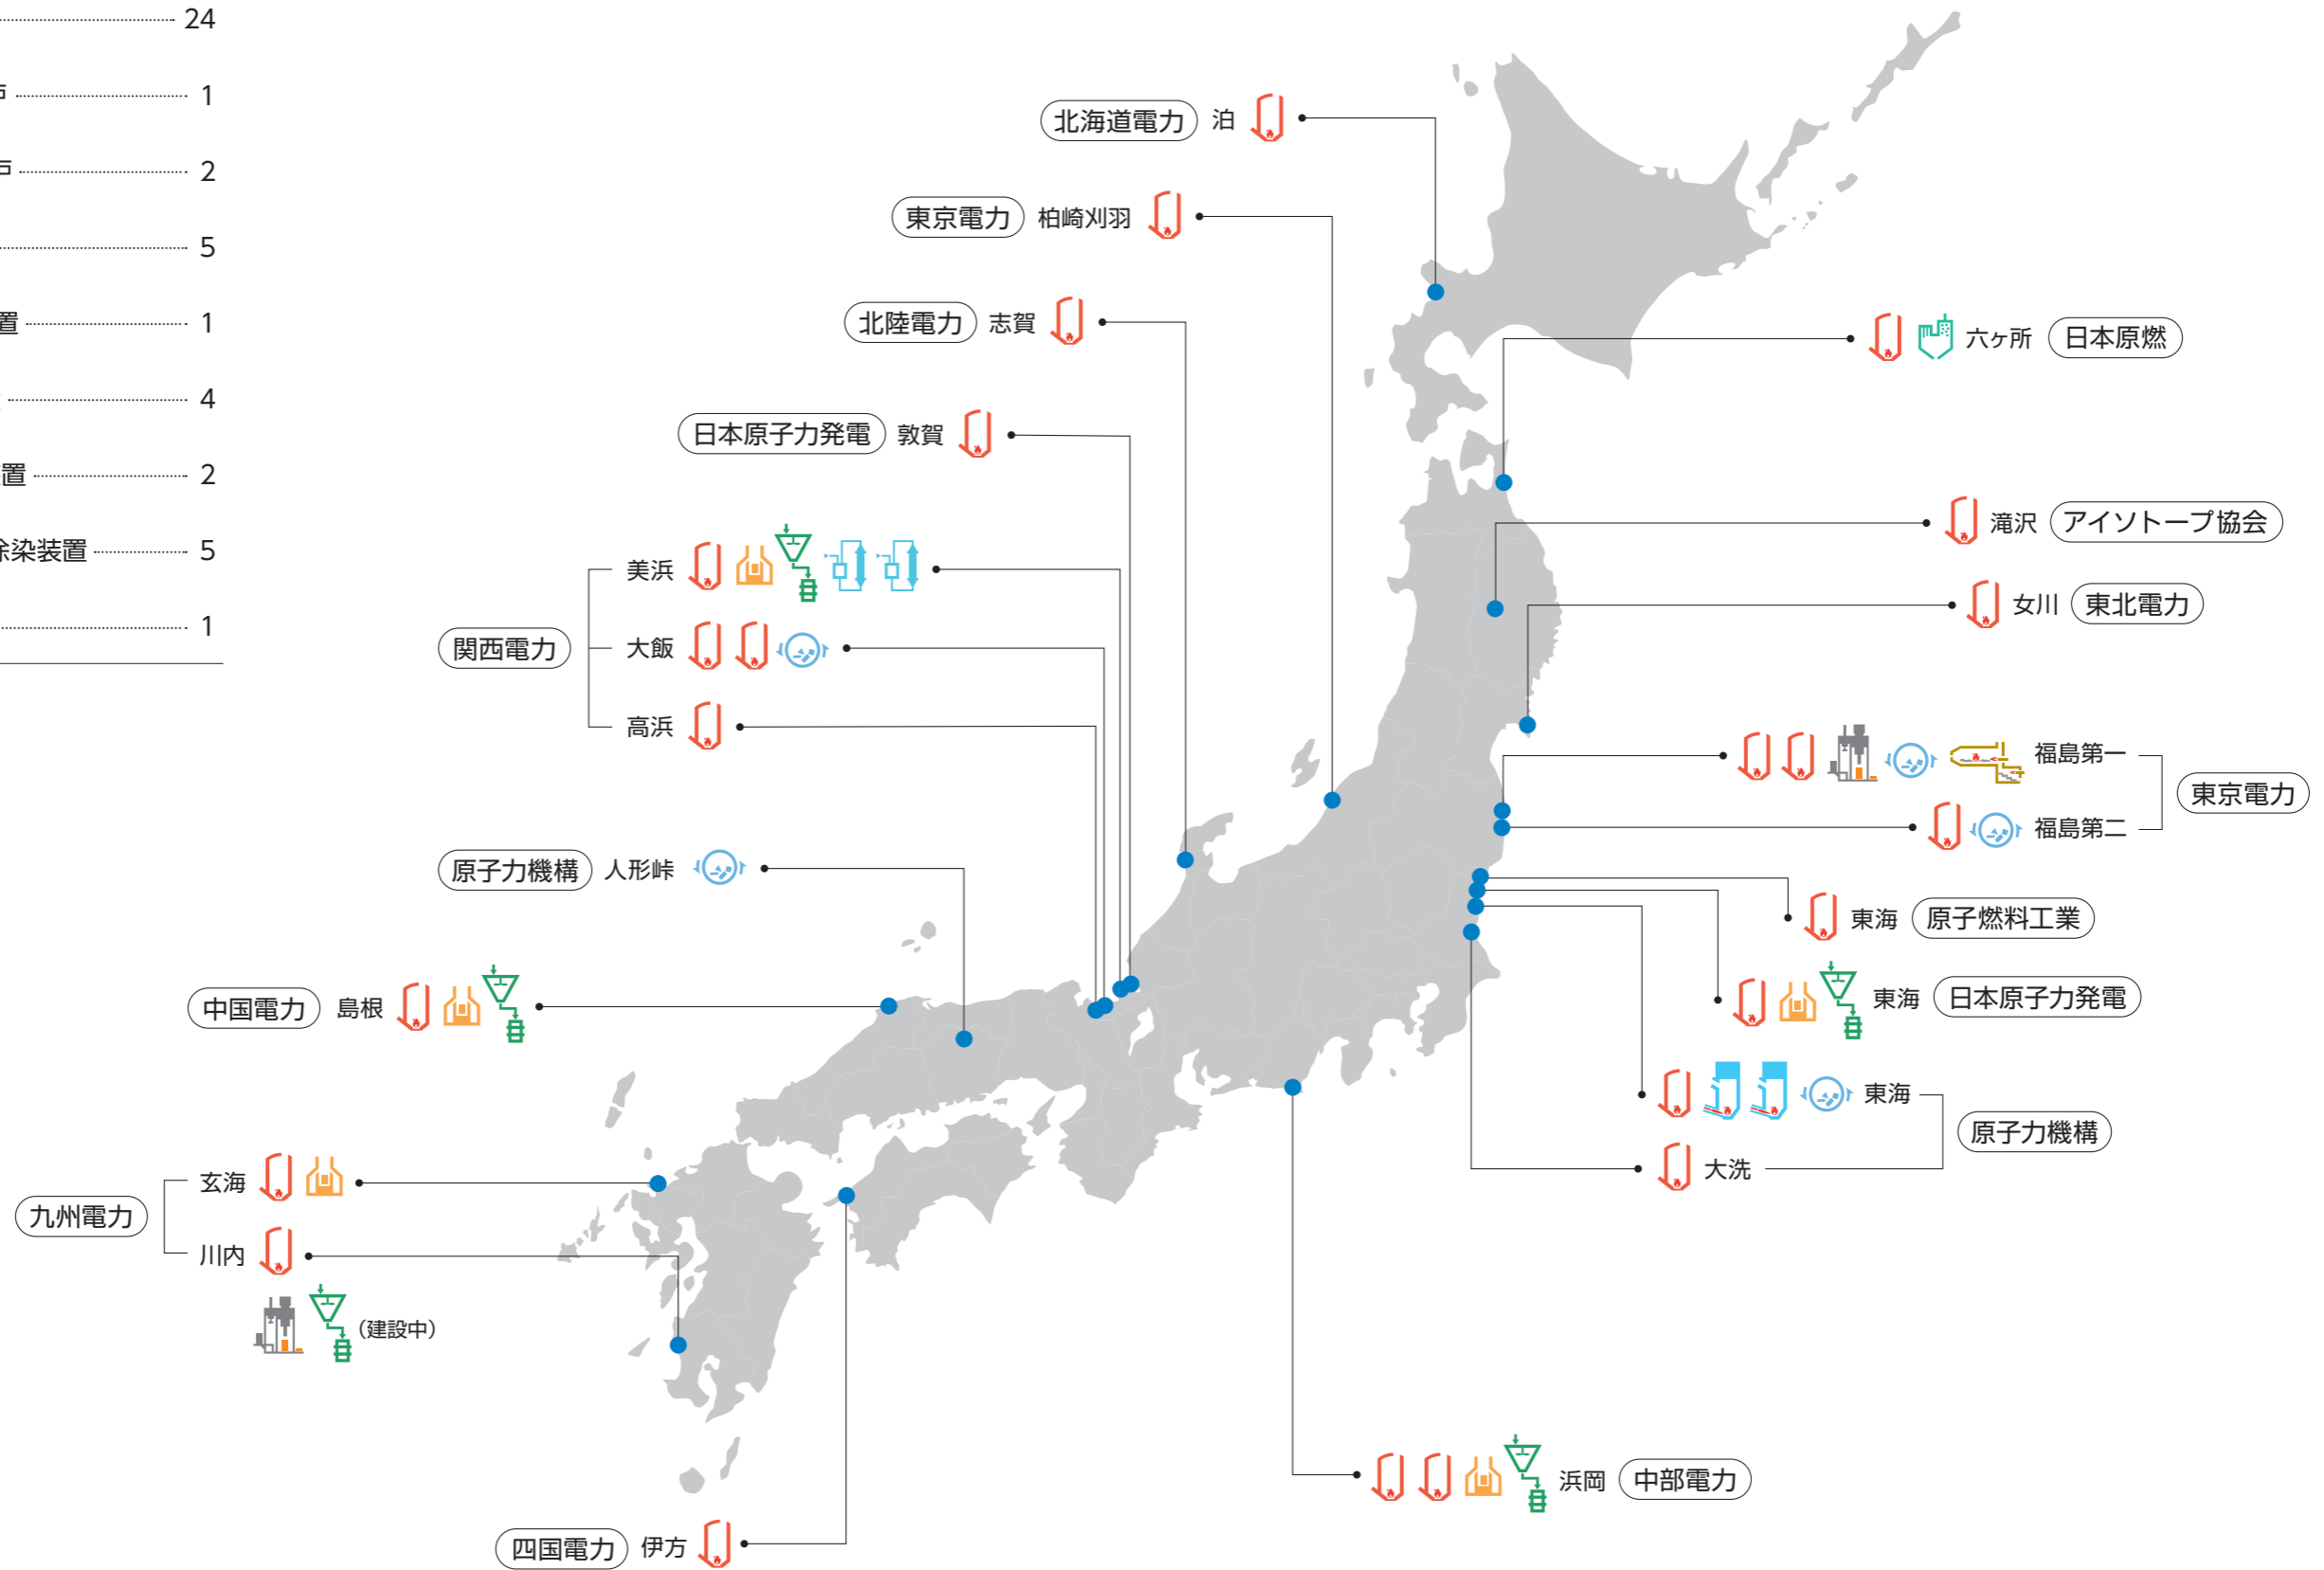 24
1
2
5
置 1
4
置 2
除染装置 5
1
北海道電力 泊
東京電力 柏崎刈羽
北陸電力 志賀
日本原子力発電 敦賀
関西電力
美浜
大飯
高浜
原子力機構 人形峠
中国電力 島根
九州電力
玄海
川内
(建設中)
四国電力 伊方
六ヶ所 日本原燃
滝沢 アイソトープ協会
女川 東北電力
福島第一
福島第二
東京電力
東海 原子燃料工業
東海 日本原子力発電
東海
大洗
原子力機構
浜岡 中部電力